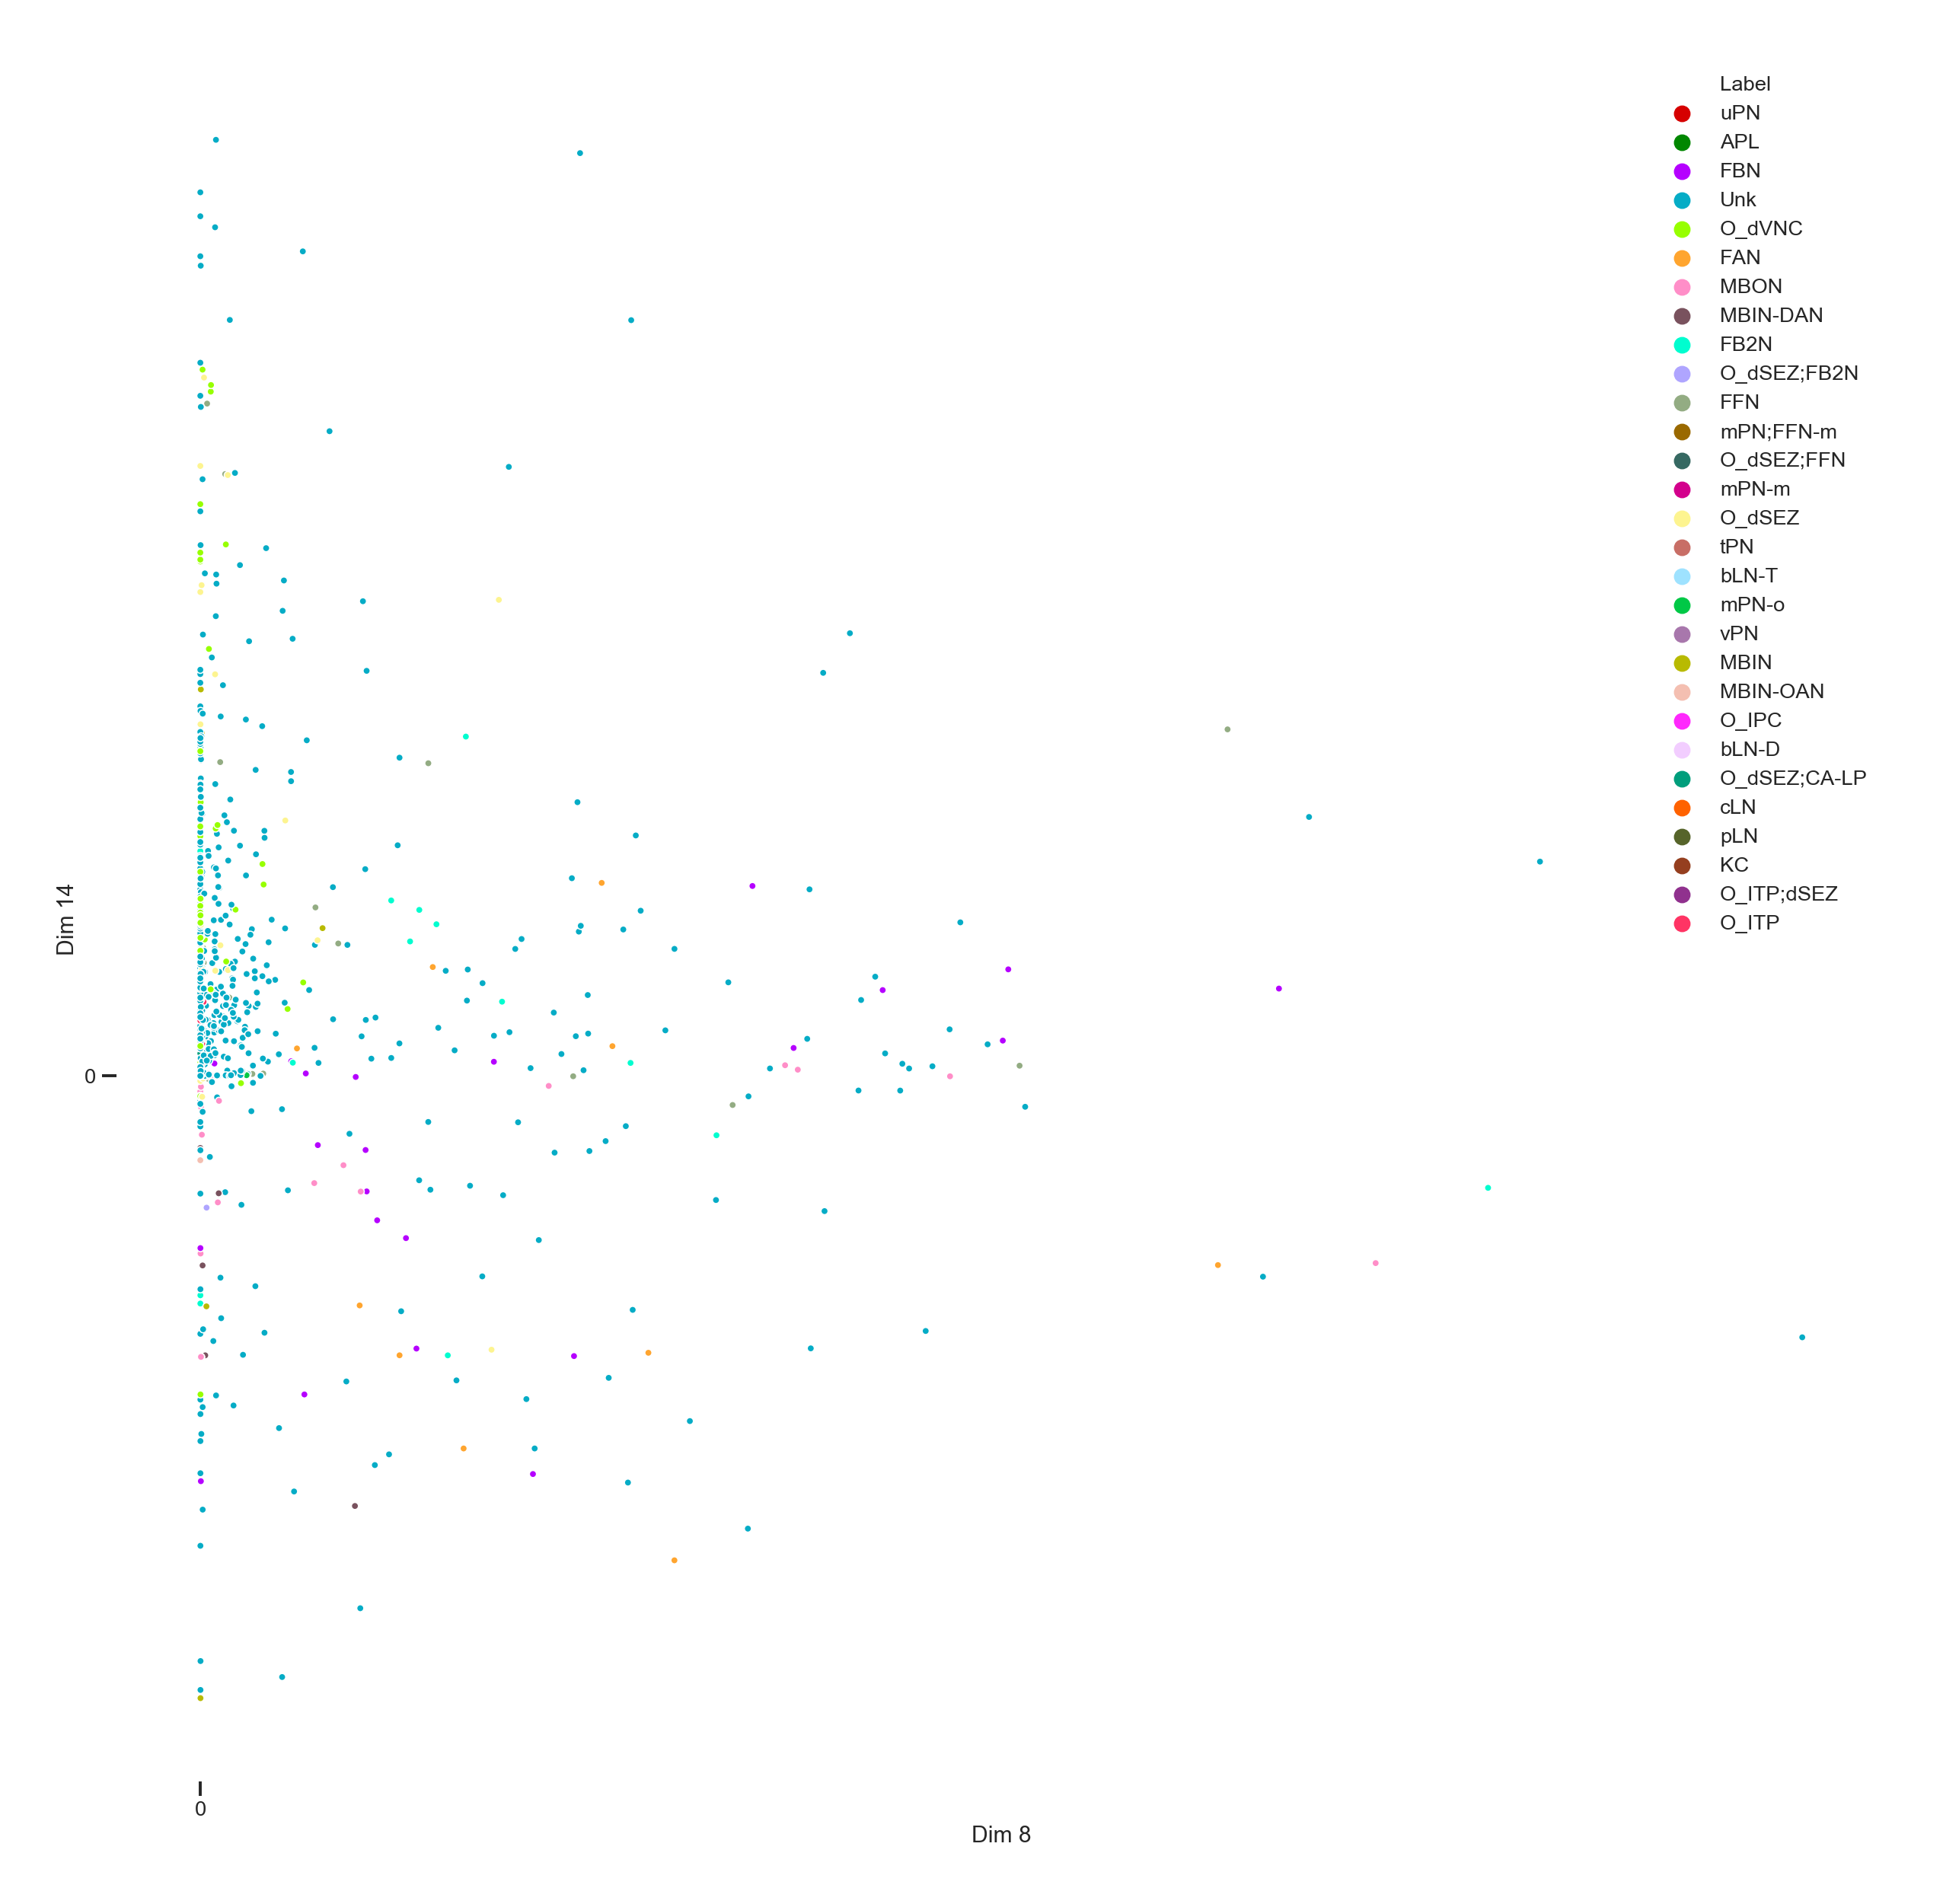 Label
uPN
APL
FBN
Unk
O_dVNC
FAN
MBON
MBIN-DAN
FB2N
O_dSEZ;FB2N
FFN
mPN;FFN-m
O_dSEZ;FFN
mPN-m
O_dSEZ
tPN
bLN-T
mPN-o
vPN
MBIN
MBIN-OAN
O_IPC
bLN-D
O_dSEZ;CA-LP
cLN
pLN
KC
O_ITP;dSEZ
O_ITP
Dim 14
0
0
Dim 8